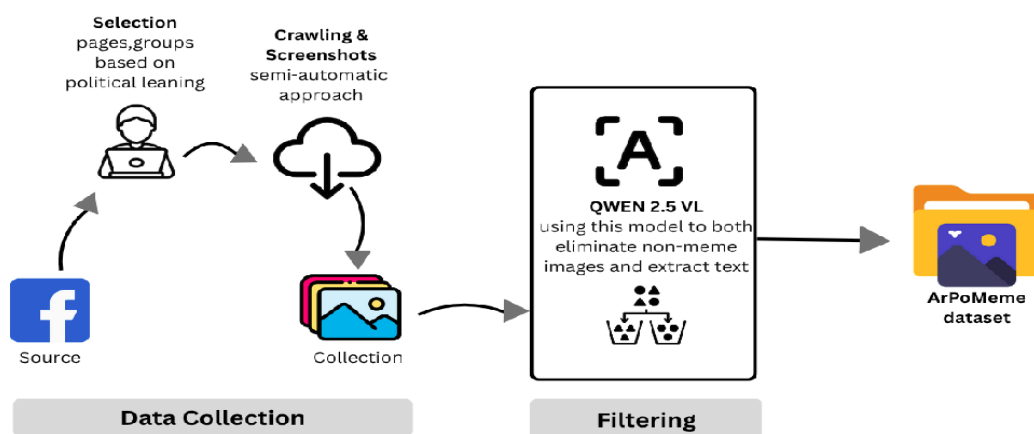 Selection
pages,groups
based on
political leaning
Crawling &
Screenshots
semi-automatic
approach
Source
Collection
A
QWEN 2.5 VL
using this model to both
eliminate non-meme
images and extract text
ArPoMeme
dataset
Data Collection
Filtering